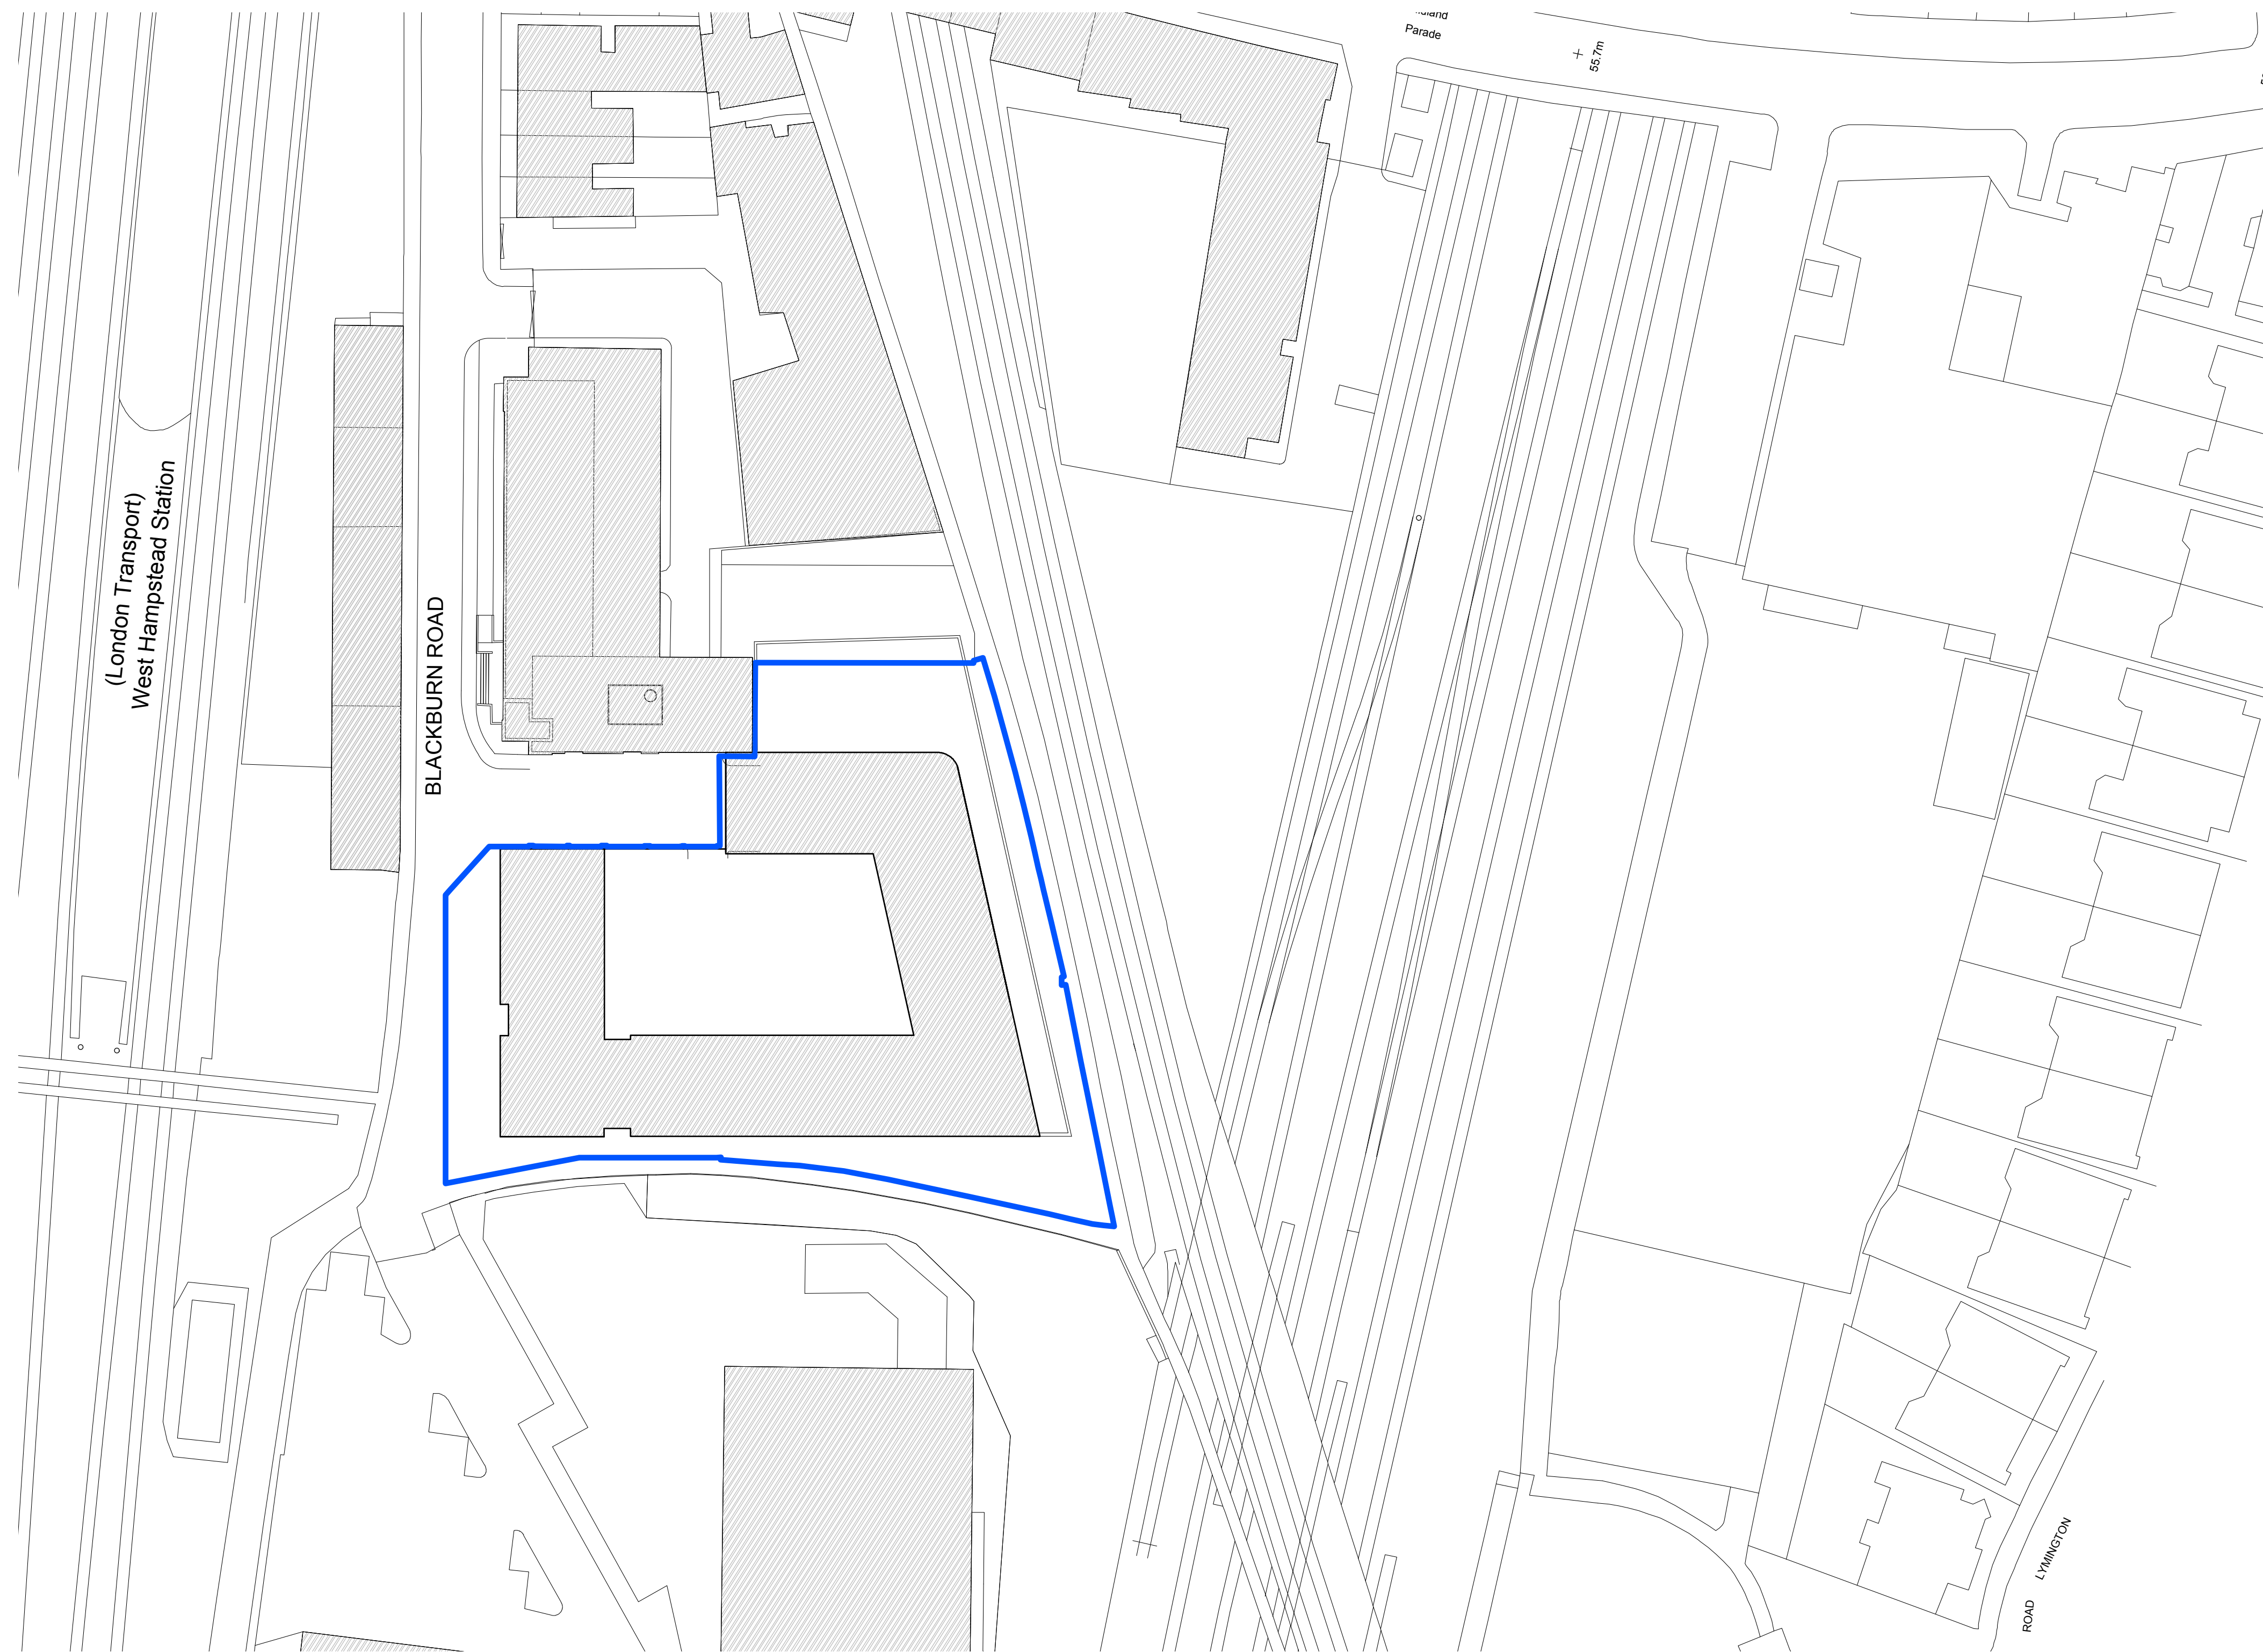 Parade
55.7m
(London Transport)
West Hampstead Station
BLACKBURN ROAD
LYMINGTON
ROAD